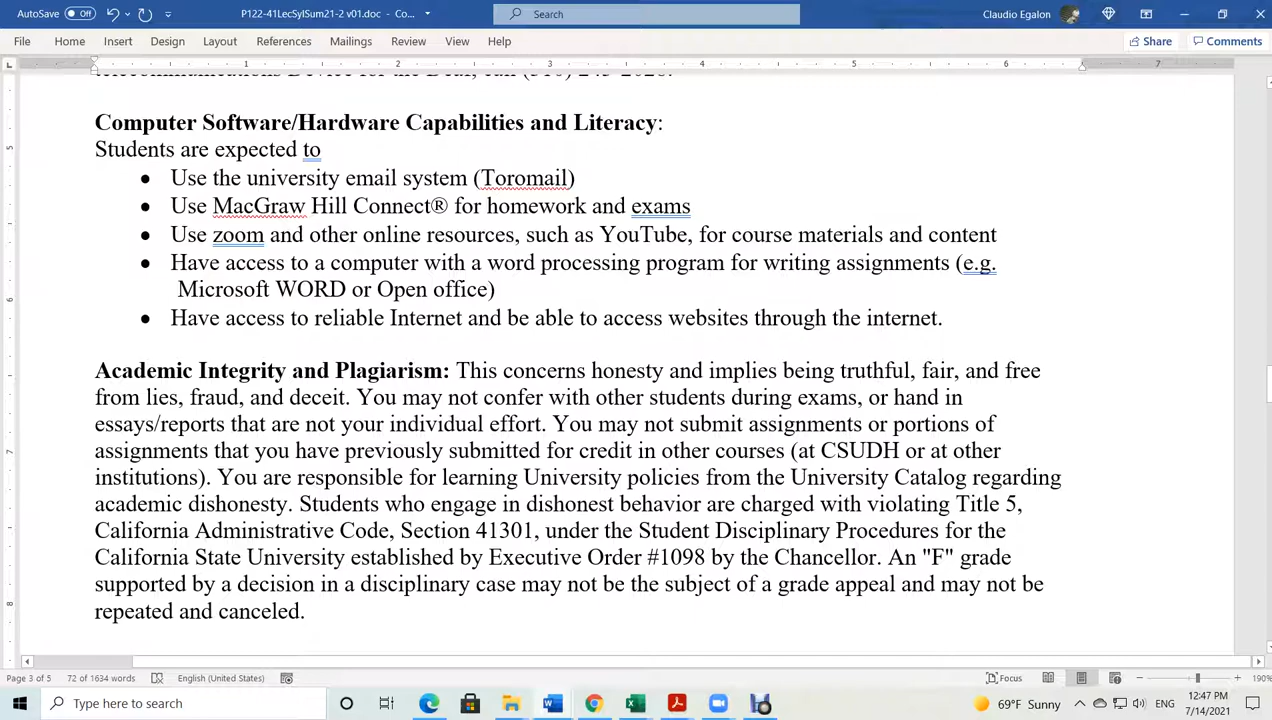 AutoSave Off P122-41LecSylSum21-2 v01.doc - Co... Search Claudio Egalon
File Home Insert Draw Design Layout References Mailings Review View Help Share Comments
1 2 3 4 5 6 7
Computer Software/Hardware Capabilities and Literacy:
Students are expected to
• Use the university email system (Toromail)
• Use MacGraw Hill Connect® for homework and exams
• Use zoom and other online resources, such as YouTube, for course materials and content
• Have access to a computer with a word processing program for writing assignments (e.g.
Microsoft WORD or Open office)
• Have access to reliable Internet and be able to access websites through the internet.
Academic Integrity and Plagiarism: This concerns honesty and implies being truthful, fair, and free
from lies, fraud, and deceit. You may not confer with other students during exams, or hand in
essays/reports that are not your individual effort. You may not submit assignments or portions of
assignments that you have previously submitted for credit in other courses (at CSUDH or at other
institutions). You are responsible for learning University policies from the University Catalog regarding
academic dishonesty. Students who engage in dishonest behavior are charged with violating Title 5,
California Administrative Code, Section 41301, under the Student Disciplinary Procedures for the
California State University established by Executive Order #1098 by the Chancellor. An "F" grade
supported by a decision in a disciplinary case may not be the subject of a grade appeal and may not be
repeated and canceled.
5
6
7
8
Page 3 of 5 72 of 1634 words English (United States) Focus 190%
Type here to search 69°F Sunny ENG 12:47 PM
7/14/2021